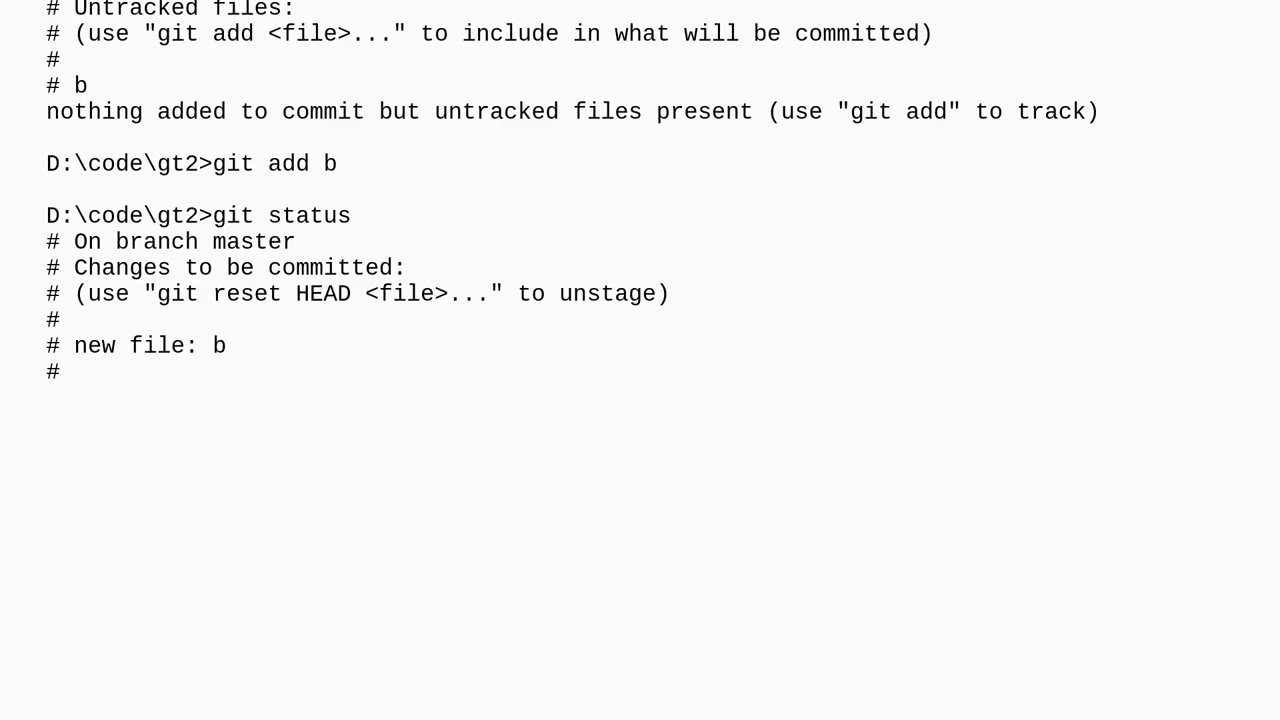 # Untracked files:
# (use "git add <file>..." to include in what will be committed)
#
# b
nothing added to commit but untracked files present (use "git add" to track)
D:\code\gt2>git add b
D:\code\gt2>git status
# On branch master
# Changes to be committed:
# (use "git reset HEAD <file>..." to unstage)
#
# new file: b
#